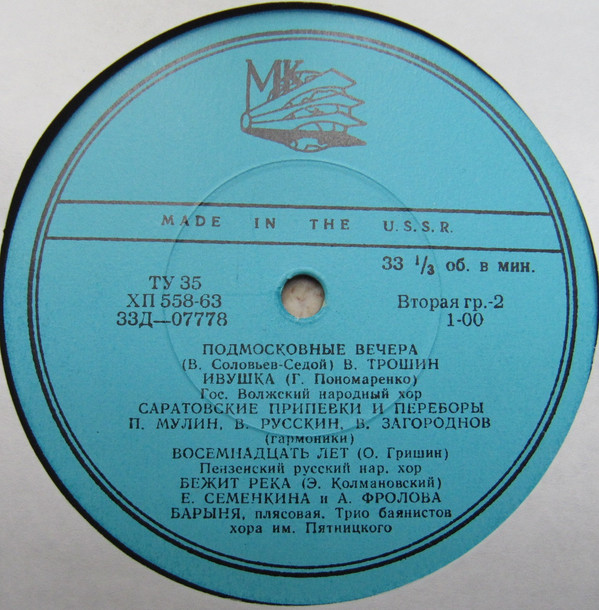 МК
MADE IN THE U.S.S.R.
33 1/3 об. в мин.
ТУ 35
ХП 558-63
33Д—07778
Вторая гр.-2
1-00
ПОДМОСКОВНЫЕ ВЕЧЕРА
(В. Соловьев-Седой) В. ТРОШИН
ИВУШКА (Г. Пономаренко)
Гос. Волжский народный хор
САРАТОВСКИЕ ПРИПЕВКИ И ПЕРЕБОРЫ
П. МУЛИН, В. РУССКИН, В. ЗАГОРОДНОВ
(гармоники)
ВОСЕМНАДЦАТЬ ЛЕТ (О. Гришин)
Пензенский русский нар. хор
БЕЖИТ РЕКА (Э. Колмановский)
Е. СЕМЕНКИНА и А. ФРОЛОВА
БАРЫНЯ, плясовая. Трио баянистов
хора им. Пятницкого